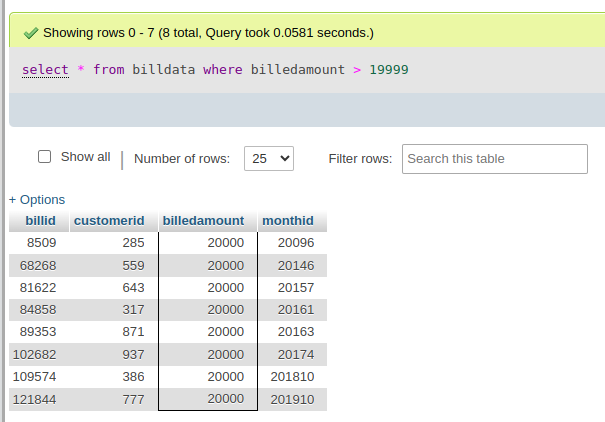 Showing rows 0 - 7 (8 total, Query took 0.0581 seconds.)
select * from billdata where billedamount > 19999
Show all Number of rows: 25 Filter rows: Search this table
+ Options
billid customerid billedamount monthid
8509 285 20000 20096
68268 559 20000 20146
81622 643 20000 20157
84858 317 20000 20161
89353 871 20000 20163
102682 937 20000 20174
109574 386 20000 201810
121844 777 20000 201910